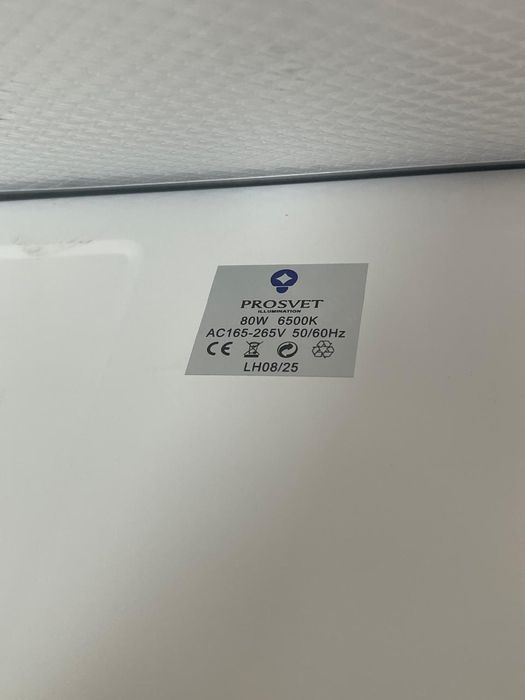 PROSVET
ILLUMINATION
80W 6500K
AC165-265V 50/60Hz
CE
LH08/25